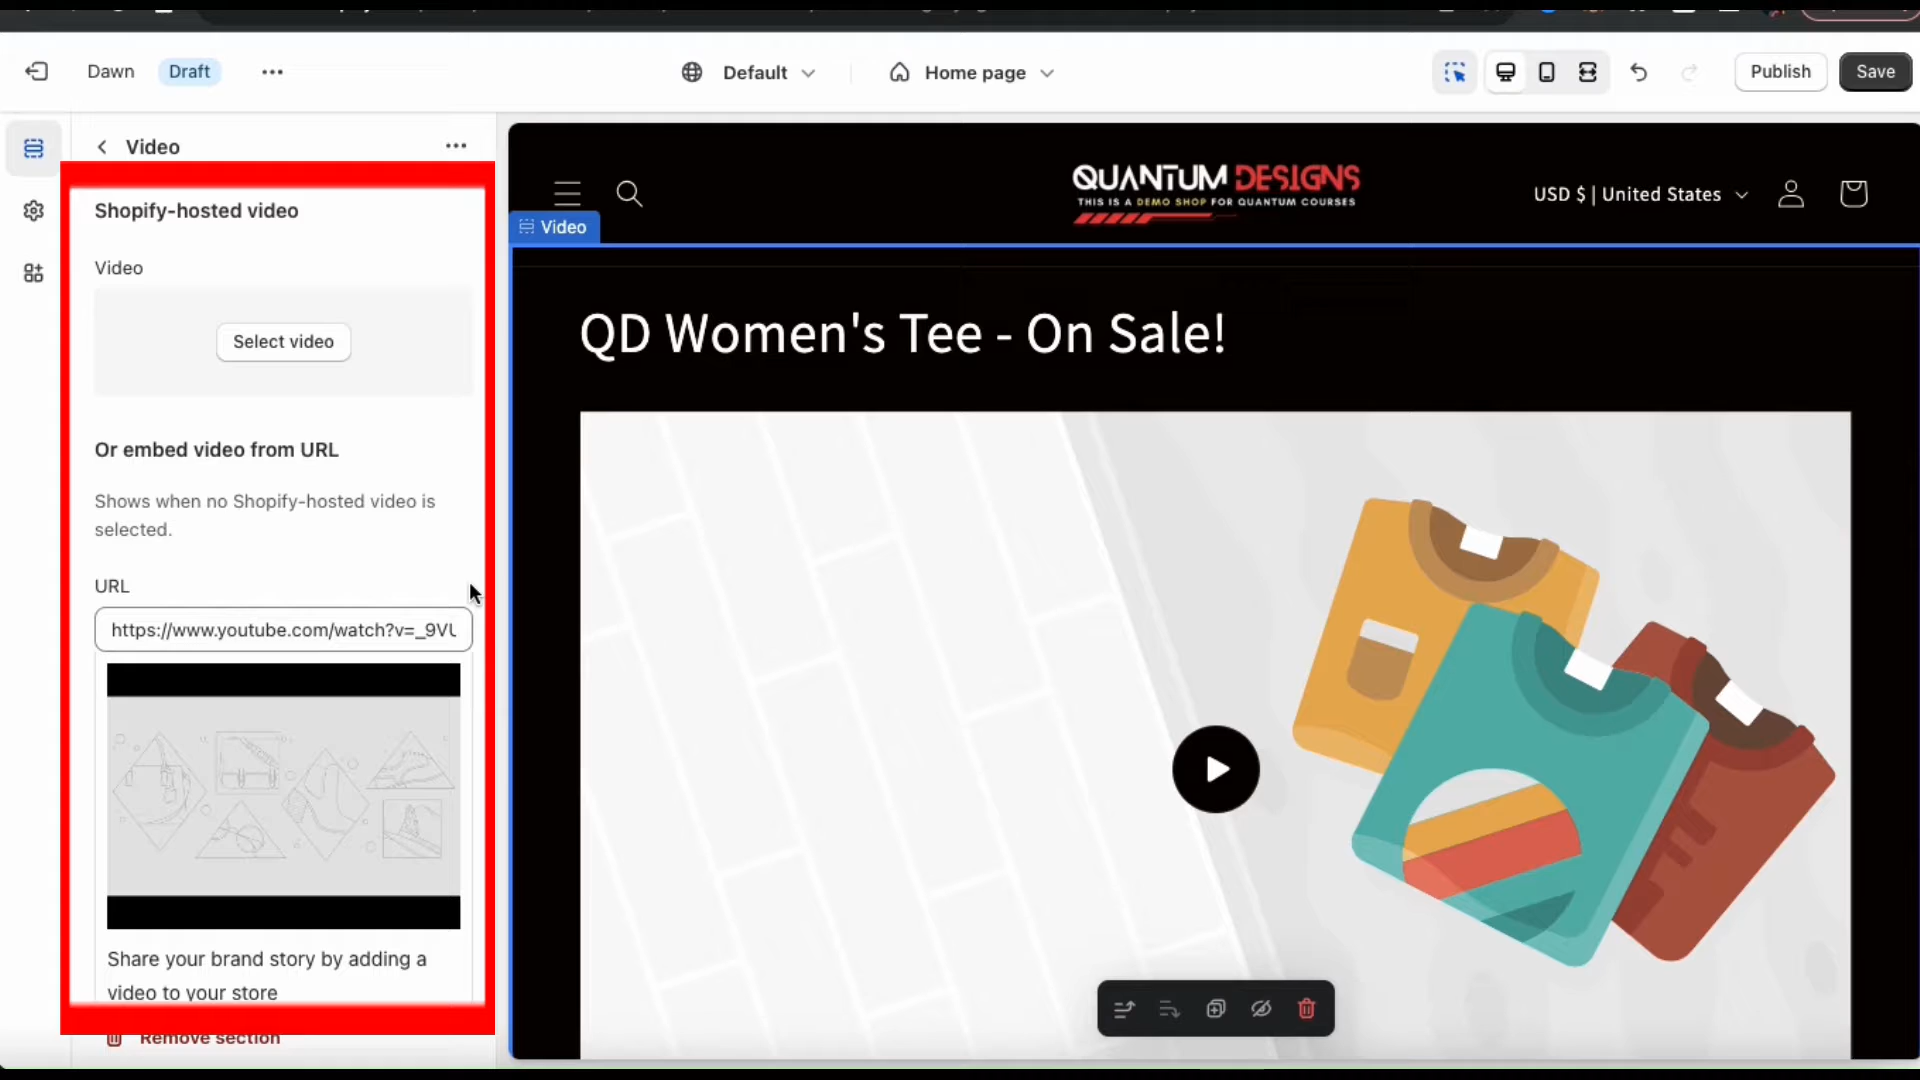 Dawn
Draft
Default
Home page
Publish
Save
Video
Shopify-hosted video
Video
Select video
Or embed video from URL
Shows when no Shopify-hosted video is
selected.
URL
https://www.youtube.com/watch?v=_9VL
Share your brand story by adding a
video to your store
Remove section
QUANTUM DESIGNS
THIS IS A DEMO SHOP FOR QUANTUM COURSES
USD $ | United States
Video
QD Women's Tee - On Sale!